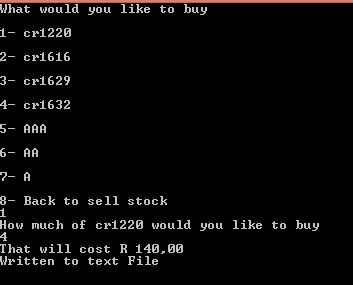 What would you like to buy
1- cr1220
2- cr1616
3- cr1629
4- cr1632
5- AAA
6- AA
7- A
8- Back to sell stock
1
How much of cr1220 would you like to buy
4
That will cost R 140,00
Written to text File